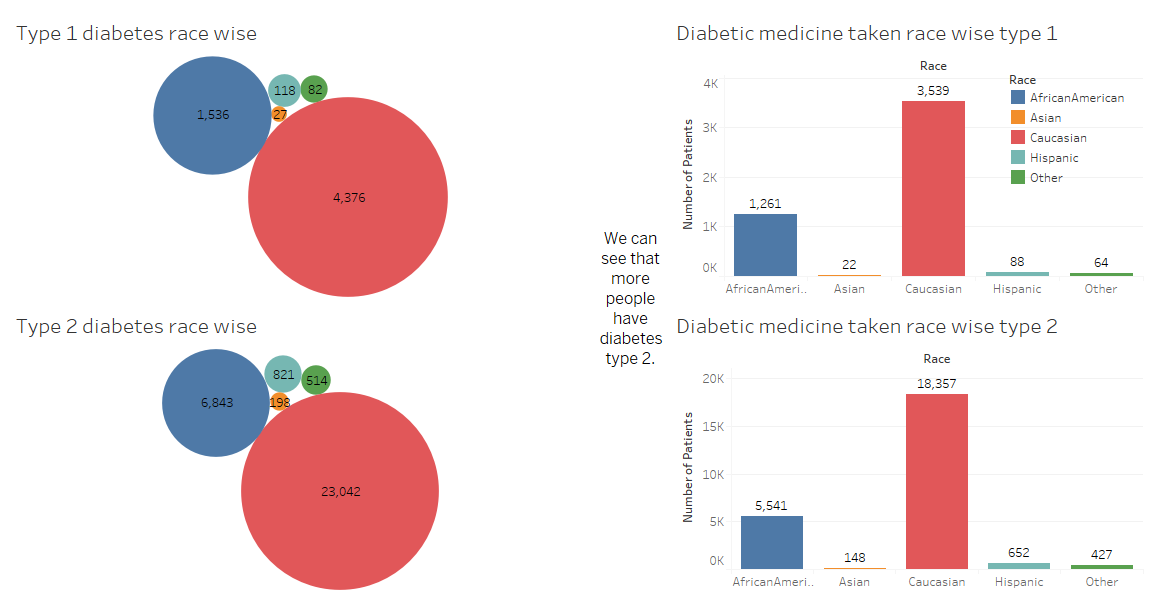 Type 1 diabetes race wise
1,536
118
82
27
4,376
Type 2 diabetes race wise
6,843
821
514
198
23,042
We can
see that
more
people
have
diabetes
type 2.
Diabetic medicine taken race wise type 1
Race
Number of Patients
4K
3K
2K
1K
0K
1,261
22
3,539
88
64
AfricanAmeri..
Asian
Caucasian
Hispanic
Other
Race
AfricanAmerican
Asian
Caucasian
Hispanic
Other
Diabetic medicine taken race wise type 2
Race
Number of Patients
20K
15K
10K
5K
0K
5,541
148
18,357
652
427
AfricanAmeri..
Asian
Caucasian
Hispanic
Other